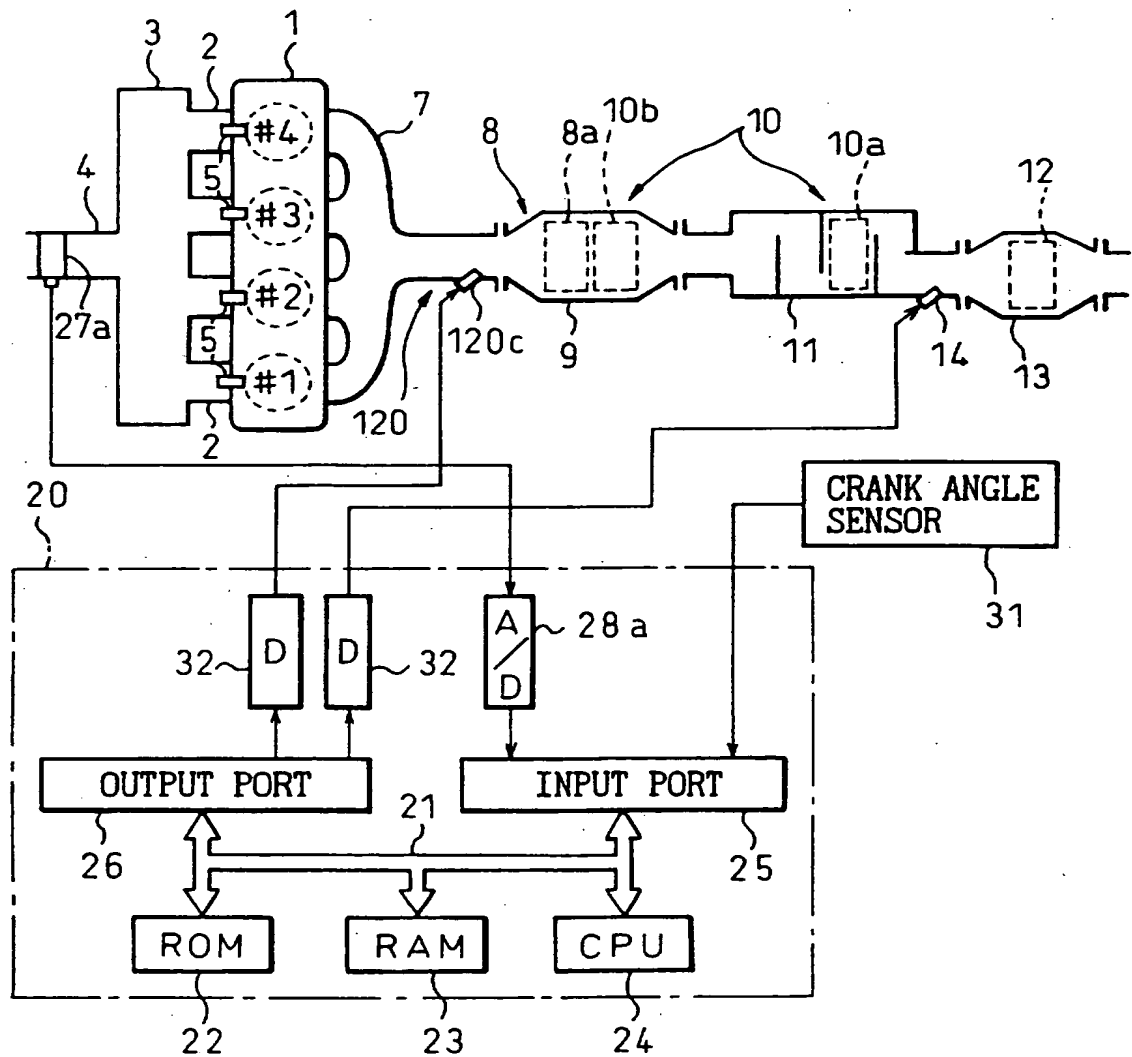 1
3
2
7
8
8a
10b
10
10a
12
4
5
#4
#3
#2
5
#1
27a
2
120
120c
9
11
14
13
20
CRANK ANGLE
SENSOR
31
D
D
A/D
28a
32
32
OUTPUT PORT
INPUT PORT
26
21
25
ROM
RAM
CPU
22
23
24